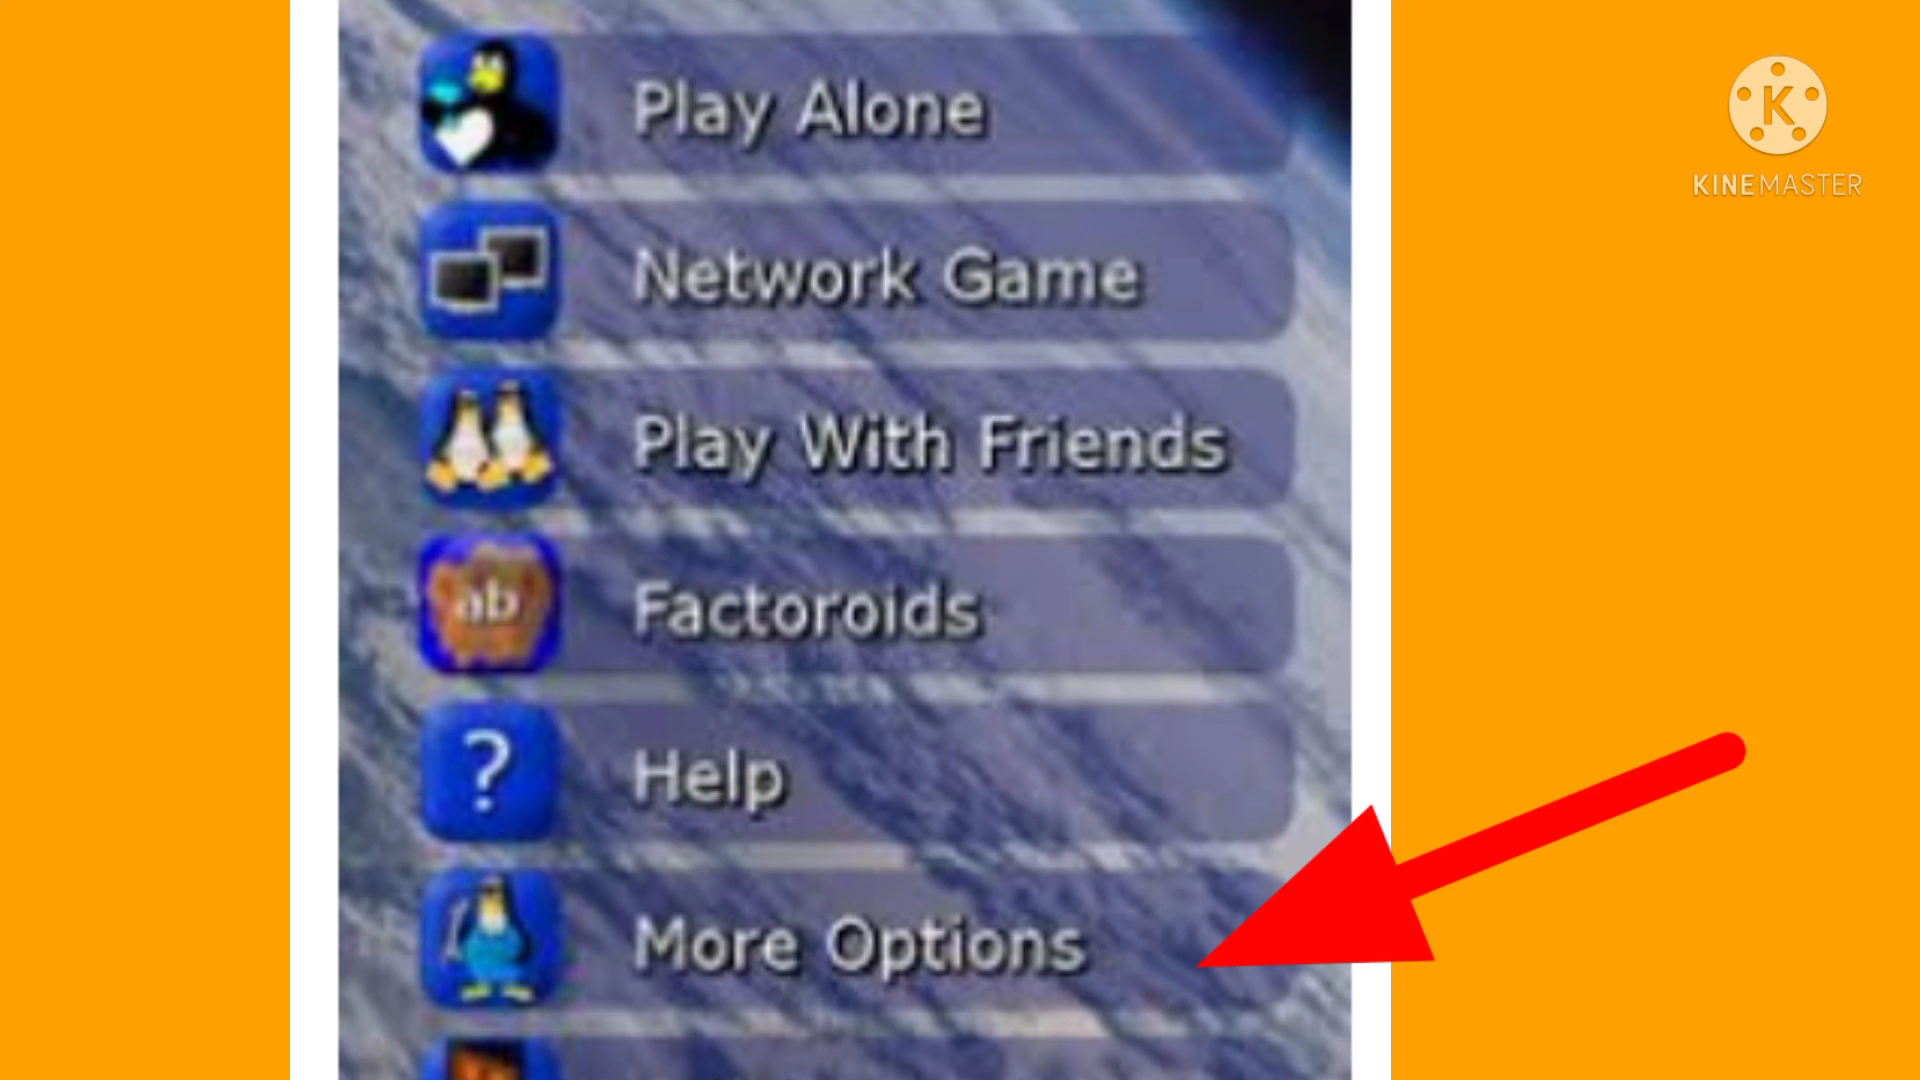 Play Alone
K
KINEMASTER
Network Game
Play With Friends
ab
Factoroids
?
Help
More Options